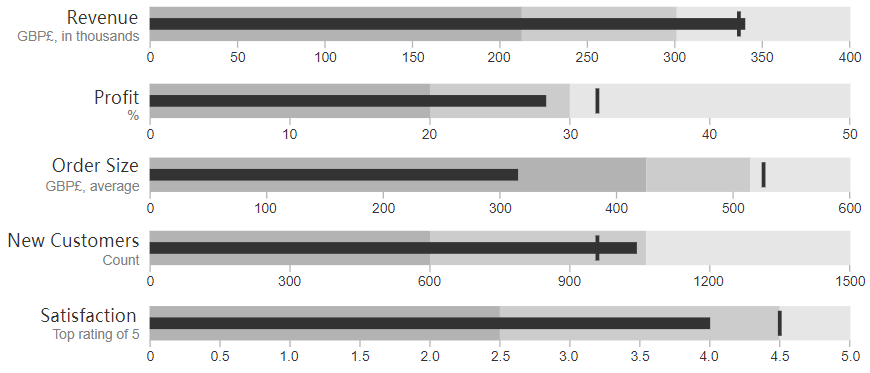 Revenue
GBP£, in thousands
0 50 100 150 200 250 300 350 400
Profit
%
0 10 20 30 40 50
Order Size
GBP£, average
0 100 200 300 400 500 600
New Customers
Count
0 300 600 900 1200 1500
Satisfaction
Top rating of 5
0 0.5 1.0 1.5 2.0 2.5 3.0 3.5 4.0 4.5 5.0